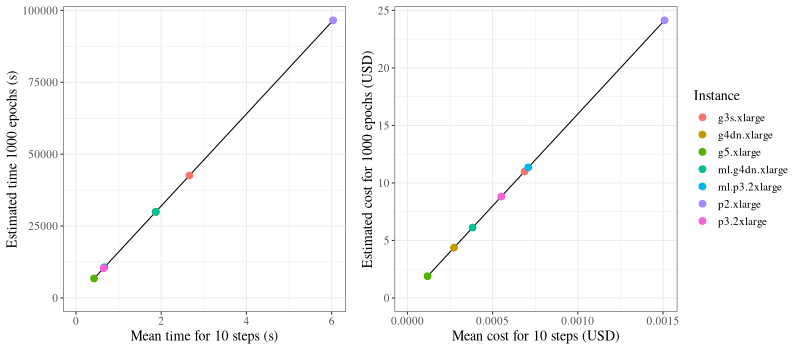 Estimated time 1000 epochs (s)
100000
75000
50000
25000
0
0 2 4 6
Mean time for 10 steps (s)
Estimated cost for 1000 epochs (USD)
25
20
15
10
5
0
0.0000 0.0005 0.0010 0.0015
Mean cost for 10 steps (USD)
Instance
g3s.xlarge
g4dn.xlarge
g5.xlarge
ml.g4dn.xlarge
ml.p3.2xlarge
p2.xlarge
p3.2xlarge